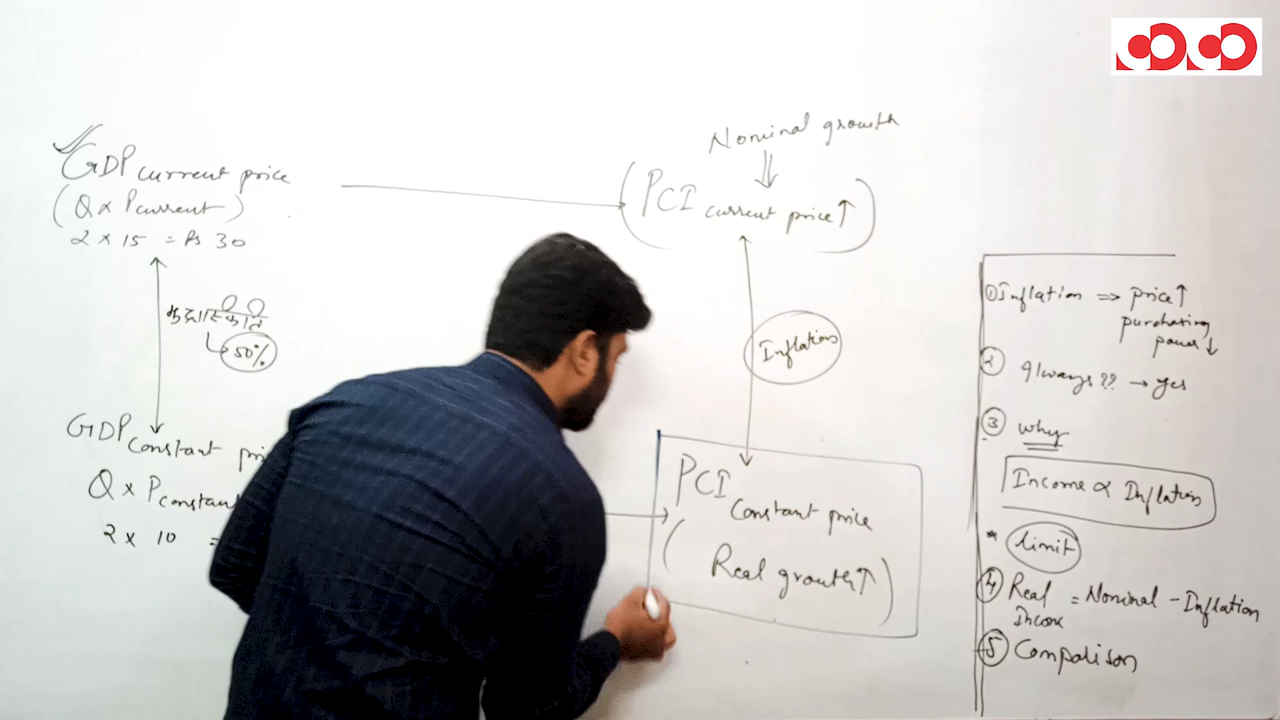 GDP current price
(Q x Pcurrent)
2 x 15 = Rs 30
50%
GDP constant
Q x Pconstant
2 x 10 =
Nominal growth
(PCI current price↑)
Inflation
PCI constant price
(Real growth↑)
① Inflation ⇒ price↑
purchasing
power↓
② Always?? → yes
③ why
Income ∝ Inflation
* limit
④ Real = Nominal - Inflation
Income
⑤ Comparison